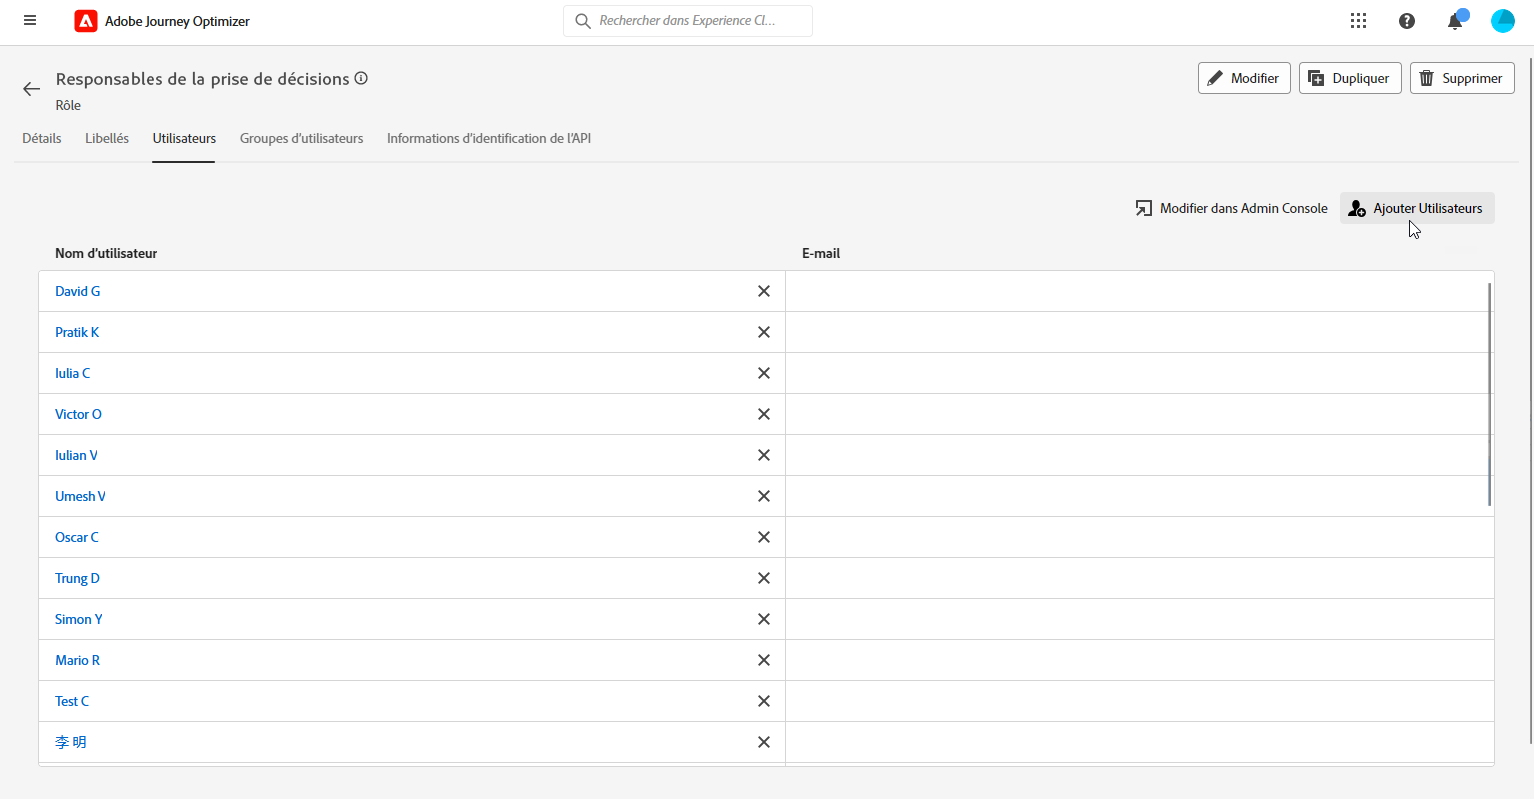 Adobe Journey Optimizer
Rechercher dans Experience Cl...
Responsables de la prise de décisions
Rôle
Modifier
Dupliquer
Supprimer
Détails
Libellés
Utilisateurs
Groupes d'utilisateurs
Informations d'identification de l'API
Modifier dans Admin Console
Ajouter Utilisateurs
Nom d'utilisateur
E-mail
David G
Pratik K
Iulia C
Victor O
Iulian V
Umesh V
Oscar C
Trung D
Simon Y
Mario R
Test C
李 明